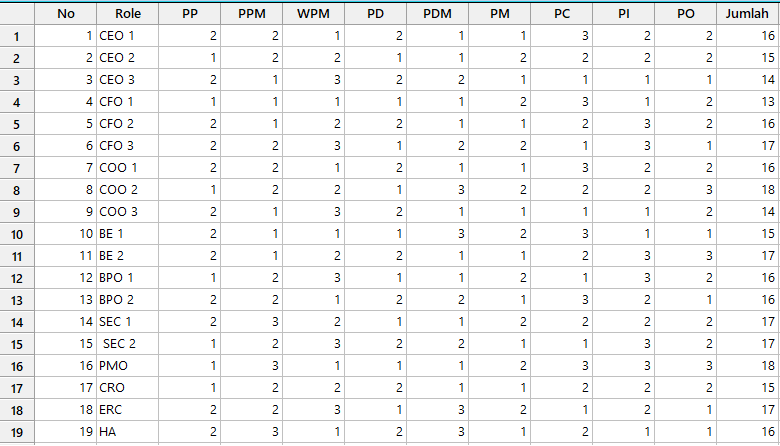 No Role PP PPM WPM PD PDM PM PC PI PO Jumlah
1 1 CEO 1 2 2 1 2 1 1 3 2 2 16
2 2 CEO 2 1 2 2 1 1 2 2 2 2 15
3 3 CEO 3 2 1 3 2 2 1 1 1 1 14
4 4 CFO 1 1 1 1 1 1 2 3 1 2 13
5 5 CFO 2 2 1 2 2 1 1 2 3 2 16
6 6 CFO 3 2 2 3 1 2 2 1 3 1 17
7 7 COO 1 2 2 1 2 1 1 3 2 2 16
8 8 COO 2 1 2 2 1 3 2 2 2 3 18
9 9 COO 3 2 1 3 2 1 1 1 1 2 14
10 10 BE 1 2 1 1 1 3 2 3 1 1 15
11 11 BE 2 2 1 2 2 1 1 2 3 3 17
12 12 BPO 1 1 2 3 1 1 2 1 3 2 16
13 13 BPO 2 2 2 1 2 2 1 3 2 1 16
14 14 SEC 1 2 3 2 1 1 2 2 2 2 17
15 15 SEC 2 1 2 3 2 2 1 1 3 2 17
16 16 PMO 1 3 1 1 1 2 3 3 3 18
17 17 CRO 1 2 2 2 1 1 2 2 2 15
18 18 ERC 2 2 3 1 3 2 1 2 1 17
19 19 HA 2 3 1 2 3 1 2 1 1 16